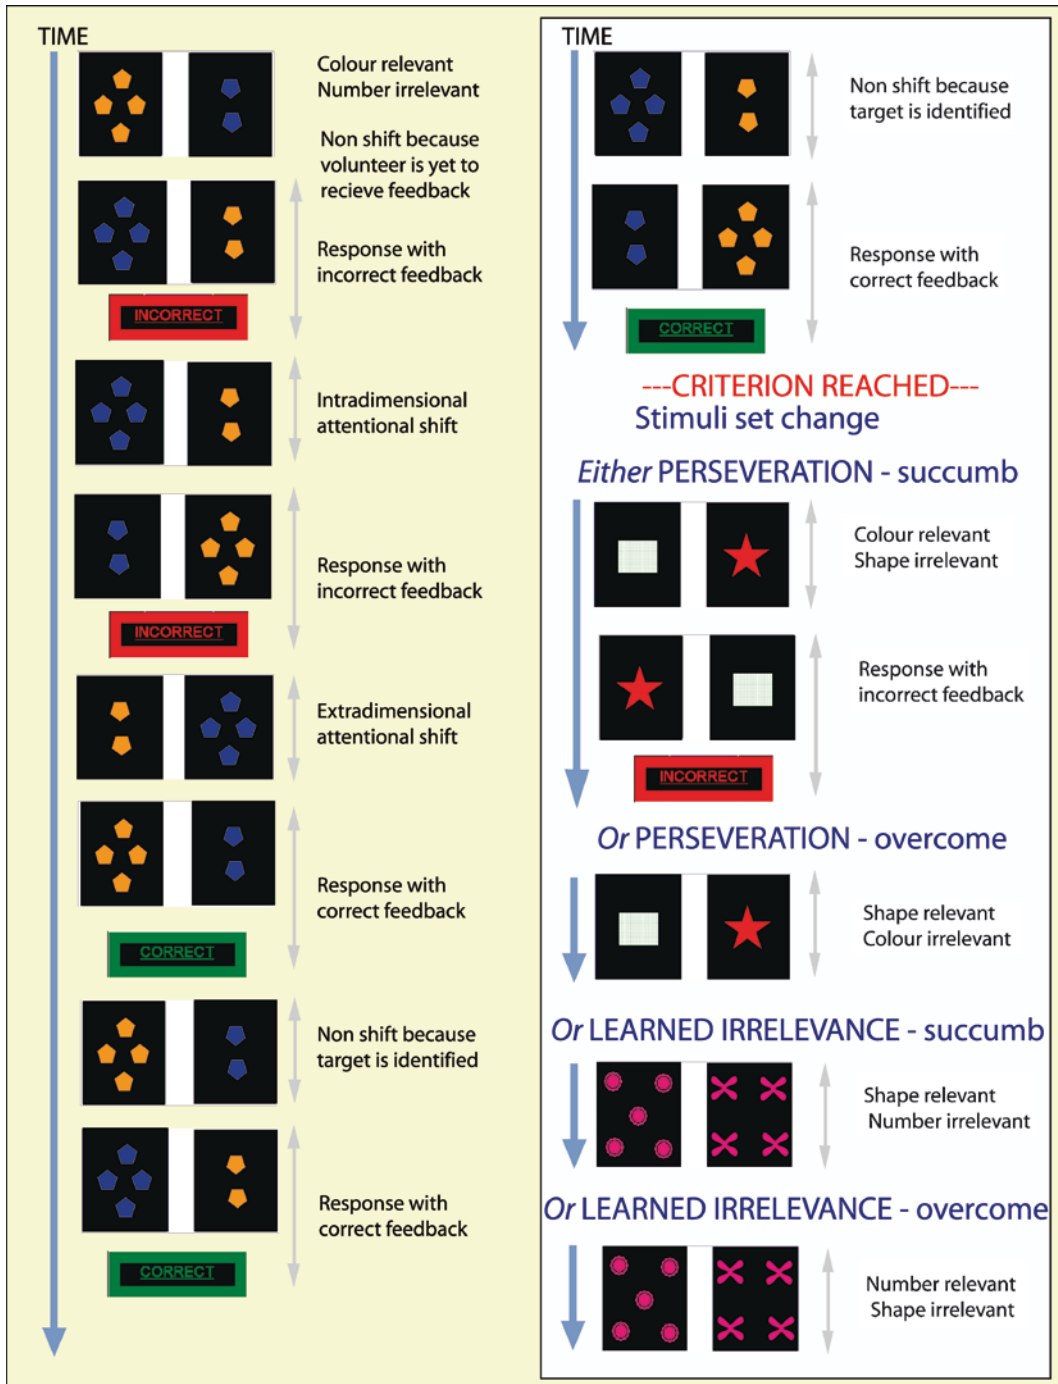 TIME
Colour relevant
Number irrelevant
Non shift because
volunteer is yet to
recieve feedback
Response with
incorrect feedback
INCORRECT
Intradimensional
attentional shift
Response with
incorrect feedback
INCORRECT
Extradimensional
attentional shift
Response with
correct feedback
CORRECT
Non shift because
target is identified
Response with
correct feedback
CORRECT
TIME
Non shift because
target is identified
Response with
correct feedback
CORRECT
---CRITERION REACHED---
Stimuli set change
Either PERSEVERATION - succumb
Colour relevant
Shape irrelevant
Response with
incorrect feedback
INCORRECT
Or PERSEVERATION - overcome
Shape relevant
Colour irrelevant
Or LEARNED IRRELEVANCE - succumb
Shape relevant
Number irrelevant
Or LEARNED IRRELEVANCE - overcome
Number relevant
Shape irrelevant